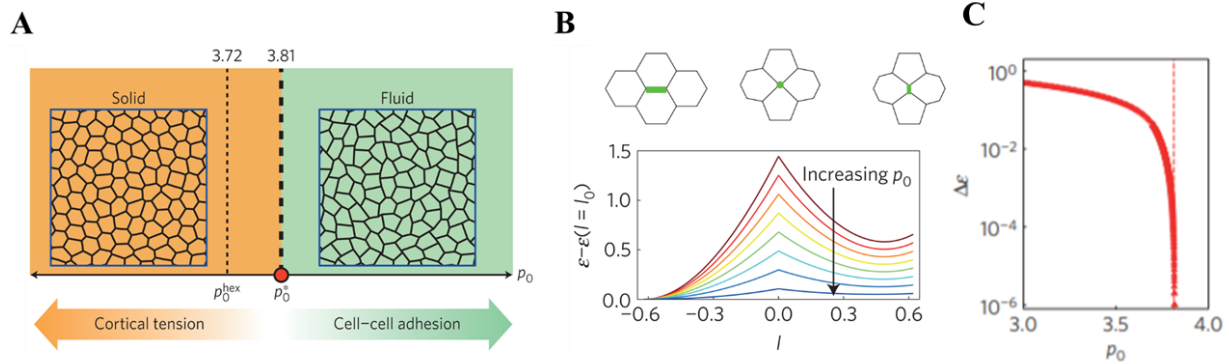 A
3.72
3.81
Solid
Fluid
p₀
p₀ʰᵉˣ
p₀*
Cortical tension
Cell–cell adhesion
B
1.5
1.0
0.5
0.0
ε–ε(l = l₀)
Increasing p₀
−0.6
−0.3
0.0
0.3
0.6
l
C
10⁰
10⁻²
10⁻⁴
10⁻⁶
Δε
3.0
3.5
4.0
p₀